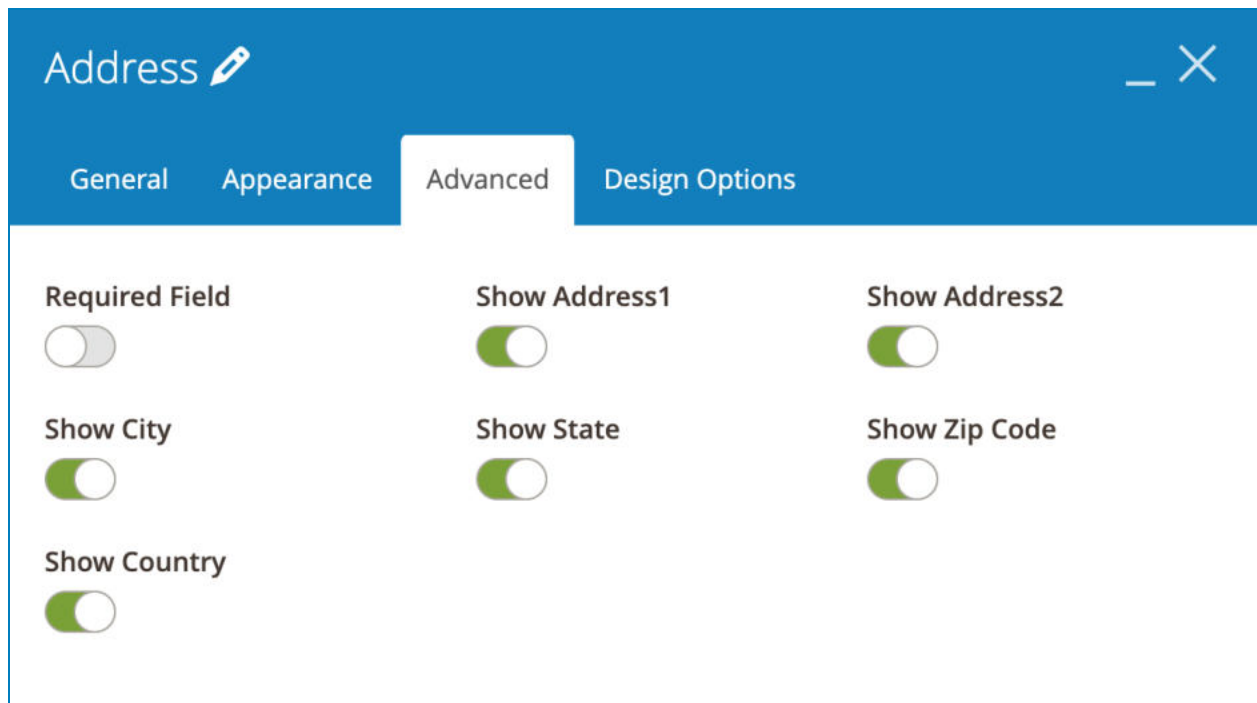 Address
General Appearance Advanced Design Options
Required Field Show Address1 Show Address2
Show City Show State Show Zip Code
Show Country